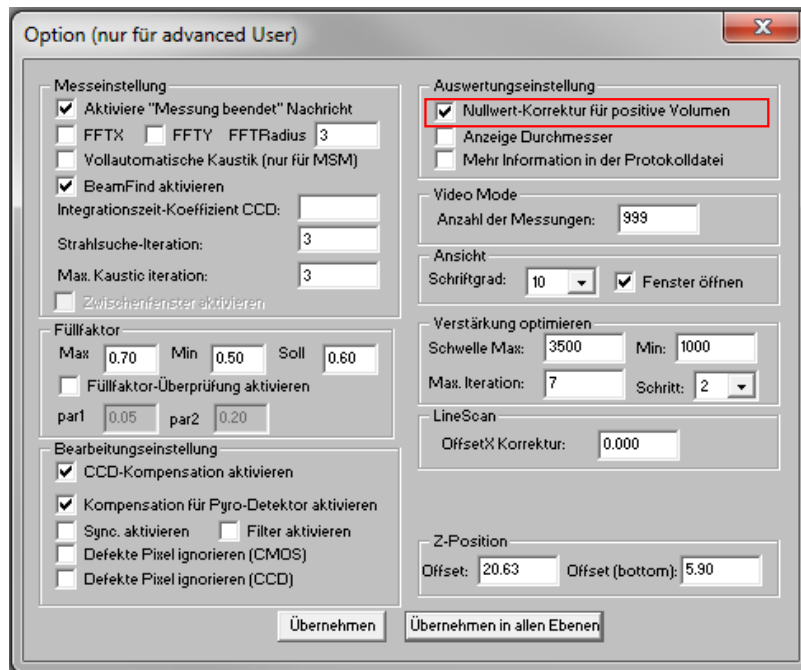 Option (nur für advanced User)
Messeinstellung
Aktiviere "Messung beendet" Nachricht
FFTX FFTY FFTRadius 3
Vollautomatische Kaustik (nur für MSM)
BeamFind aktivieren
Integrationszeit-Koeffizient CCD:
Strahlsuche-Iteration: 3
Max. Kaustic iteration: 3
Zwischenfenster aktivieren
Füllfaktor
Max 0.70 Min 0.50 Soll 0.60
Füllfaktor-Überprüfung aktivieren
par1 0.05 par2 0.20
Bearbeitungseinstellung
CCD-Kompensation aktivieren
Kompensation für Pyro-Detektor aktivieren
Sync. aktivieren Filter aktivieren
Defekte Pixel ignorieren (CMOS)
Defekte Pixel ignorieren (CCD)
Auswertungseinstellung
Nullwert-Korrektur für positive Volumen
Anzeige Durchmesser
Mehr Information in der Protokolldatei
Video Mode
Anzahl der Messungen: 999
Ansicht
Schriftgrad: 10 Fenster öffnen
Verstärkung optimieren
Schwelle Max: 3500 Min: 1000
Max. Iteration: 7 Schritt: 2
LineScan
OffsetX Korrektur: 0.000
Z-Position
Offset: 20.63 Offset (bottom): 5.90
Übernehmen Übernehmen in allen Ebenen